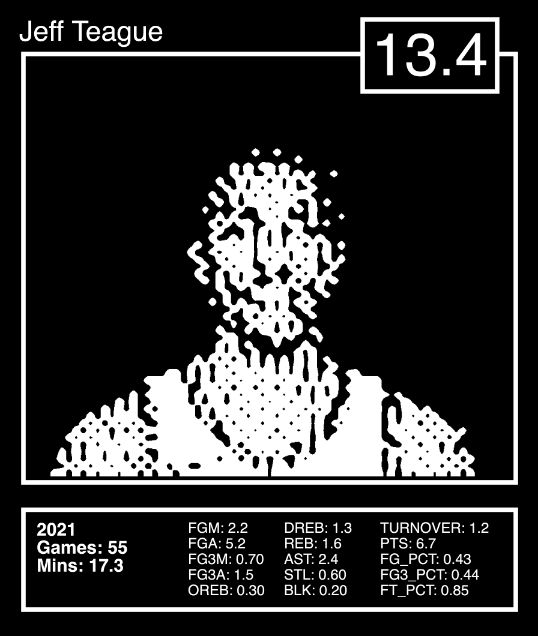 Jeff Teague
13.4
2021
Games: 55
Mins: 17.3
FGM: 2.2
FGA: 5.2
FG3M: 0.70
FG3A: 1.5
OREB: 0.30
DREB: 1.3
REB: 1.6
AST: 2.4
STL: 0.60
BLK: 0.20
TURNOVER: 1.2
PTS: 6.7
FG_PCT: 0.43
FG3_PCT: 0.44
FT_PCT: 0.85